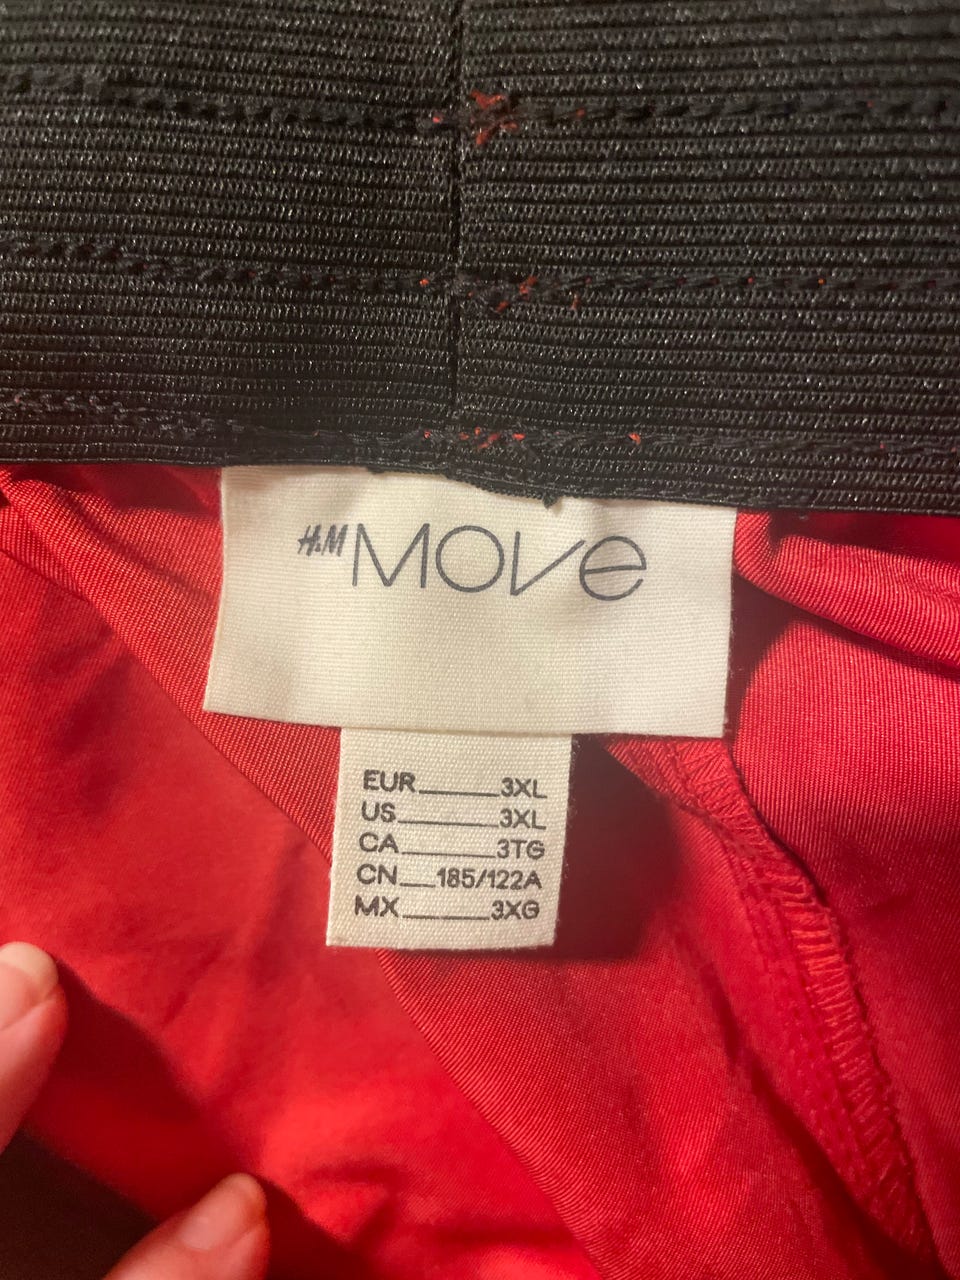 H&M MOVE
EUR 3XL
US 3XL
CA 3TG
CN 185/122A
MX 3XG